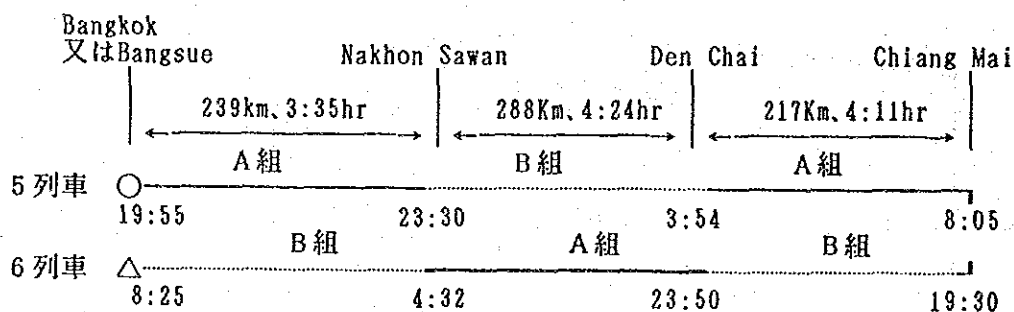 Bangkok
又はBangsue Nakhon Sawan Den Chai Chiang Mai
239km、3:35hr 288Km、4:24hr 217Km、4:11hr
A組 B組 A組
5列車
19:55 23:30 3:54 8:05
B組 A組 B組
6列車
8:25 4:32 23:50 19:30